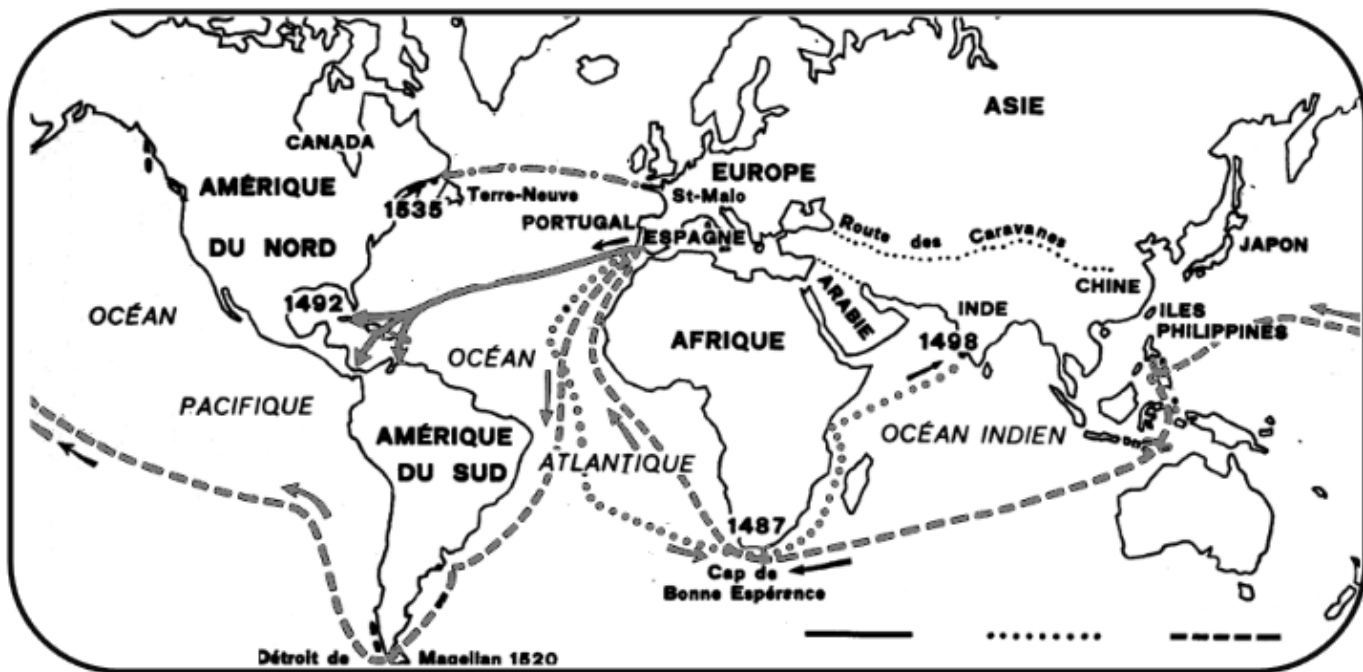 ASIE
CANADA
EUROPE
AMÉRIQUE
DU NORD
Terre-Neuve
1535
St-Malo
PORTUGAL
ESPAGNE
Route des Caravanes
JAPON
CHINE
ARABIE
INDE
ILES
PHILIPPINES
1492
OCÉAN
PACIFIQUE
OCÉAN
ATLANTIQUE
AFRIQUE
1498
AMÉRIQUE
DU SUD
OCÉAN INDIEN
1487
Cap de
Bonne Espérance
Détroit de Magellan 1520